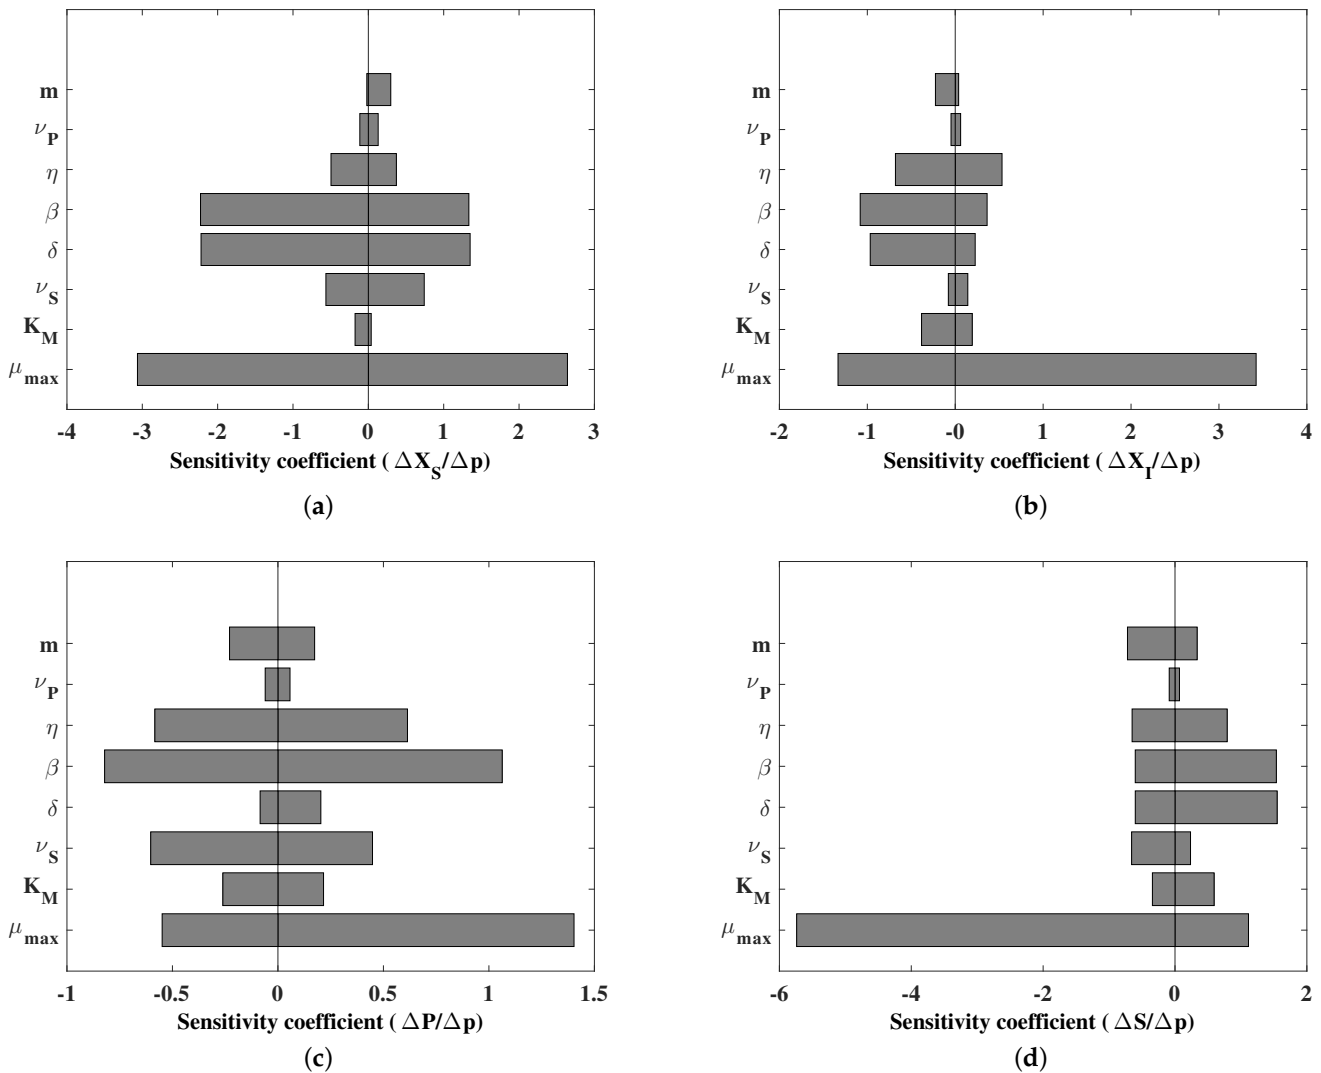 m
ν_P
η
β
δ
ν_S
K_M
μ_max
-4 -3 -2 -1 0 1 2 3
Sensitivity coefficient ( ΔX_S/Δp)
(a)
m
ν_P
η
β
δ
ν_S
K_M
μ_max
-2 -1 -0 1 2 3 4
Sensitivity coefficient ( ΔX_I/Δp)
(b)
m
ν_P
η
β
δ
ν_S
K_M
μ_max
-1 -0.5 0 0.5 1 1.5
Sensitivity coefficient ( ΔP/Δp)
(c)
m
ν_P
η
β
δ
ν_S
K_M
μ_max
-6 -4 -2 0 2
Sensitivity coefficient ( ΔS/Δp)
(d)